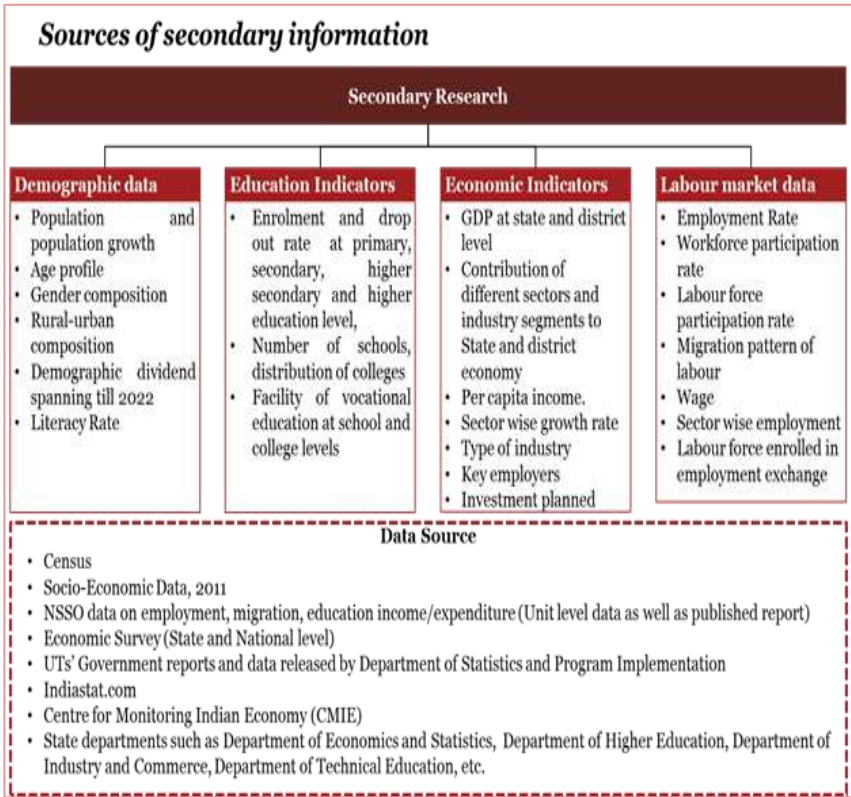 Sources of secondary information
Secondary Research
Demographic data
• Population and
population growth
• Age profile
• Gender composition
• Rural-urban
composition
• Demographic dividend
spanning till 2022
• Literacy Rate
Education Indicators
• Enrolment and drop
out rate at primary,
secondary, higher
secondary and higher
education level,
• Number of schools,
distribution of colleges
• Facility of vocational
education at school and
college levels
Economic Indicators
• GDP at state and district
level
• Contribution of
different sectors and
industry segments to
State and district
economy
• Per capita income.
• Sector wise growth rate
• Type of industry
• Key employers
• Investment planned
Labour market data
• Employment Rate
• Workforce participation
rate
• Labour force
participation rate
• Migration pattern of
labour
• Wage
• Sector wise employment
• Labour force enrolled in
employment exchange
Data Source
• Census
• Socio-Economic Data, 2011
• NSSO data on employment, migration, education income/expenditure (Unit level data as well as published report)
• Economic Survey (State and National level)
• UTs' Government reports and data released by Department of Statistics and Program Implementation
• Indiastat.com
• Centre for Monitoring Indian Economy (CMIE)
• State departments such as Department of Economics and Statistics, Department of Higher Education, Department of
Industry and Commerce, Department of Technical Education, etc.